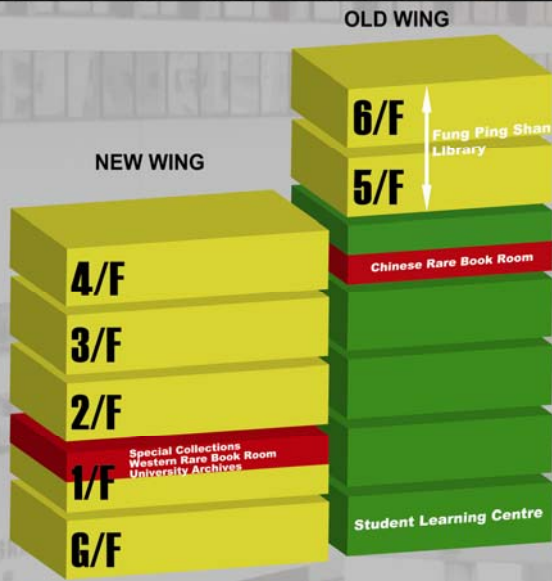 OLD WING
6/F
Fung Ping Shan
Library
5/F
Chinese Rare Book Room
Student Learning Centre
NEW WING
4/F
3/F
2/F
Special Collections
Western Rare Book Room
University Archives
1/F
G/F